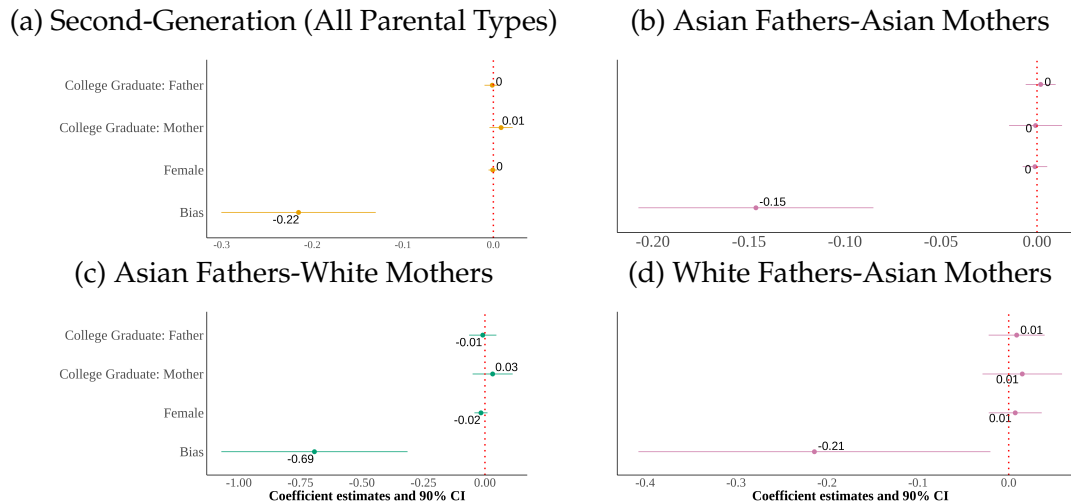 (a) Second-Generation (All Parental Types)
College Graduate: Father
0
College Graduate: Mother
0.01
Female
0
Bias
-0.22
-0.3 -0.2 -0.1 0.0
(b) Asian Fathers-Asian Mothers
0
0
0
-0.15
-0.20 -0.15 -0.10 -0.05 0.00
(c) Asian Fathers-White Mothers
College Graduate: Father
-0.01
College Graduate: Mother
0.03
Female
-0.02
Bias
-0.69
-1.00 -0.75 -0.50 -0.25 0.00
Coefficient estimates and 90% CI
(d) White Fathers-Asian Mothers
0.01
0.01
0.01
-0.21
-0.4 -0.3 -0.2 -0.1 0.0
Coefficient estimates and 90% CI